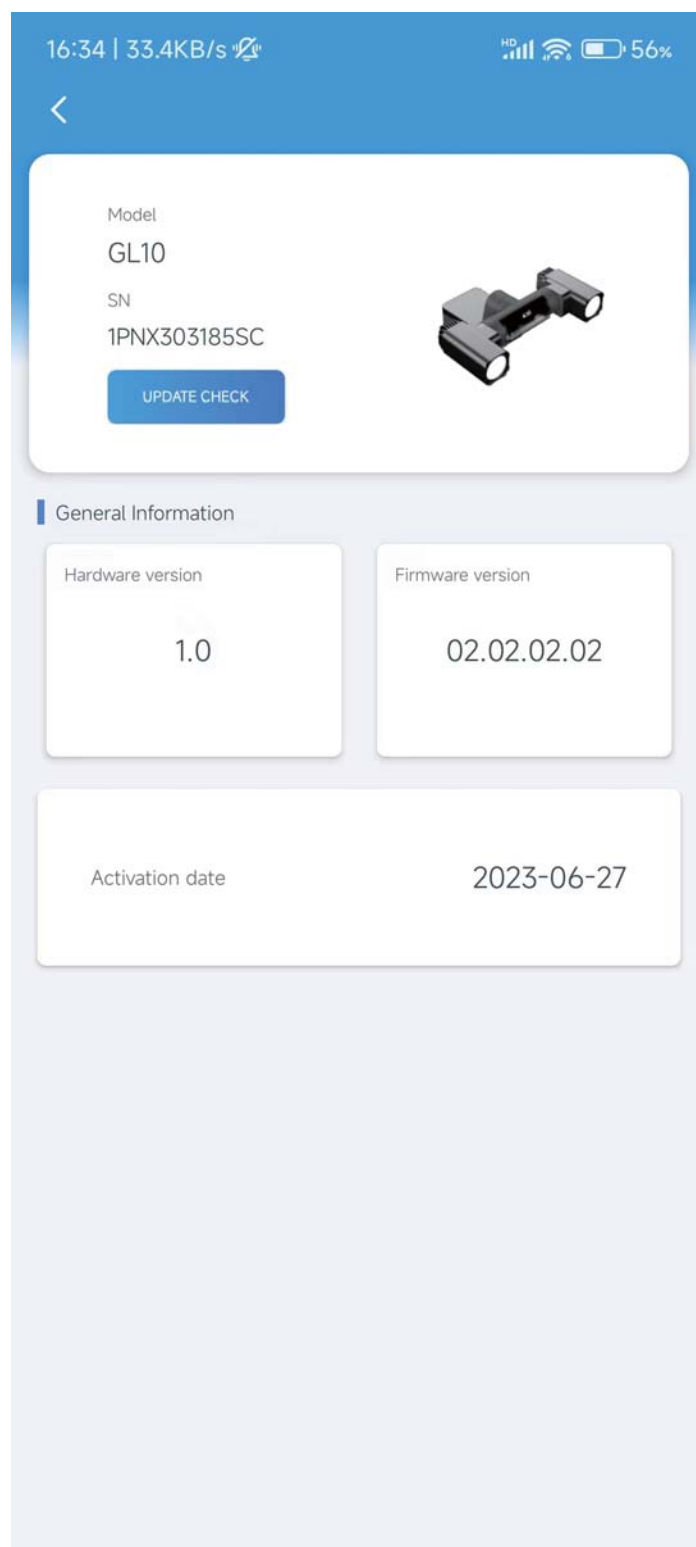 16:34 | 33.4KB/s
HD
56%
Model
GL10
SN
1PNX303185SC
UPDATE CHECK
General Information
Hardware version
Firmware version
1.0
02.02.02.02
Activation date
2023-06-27